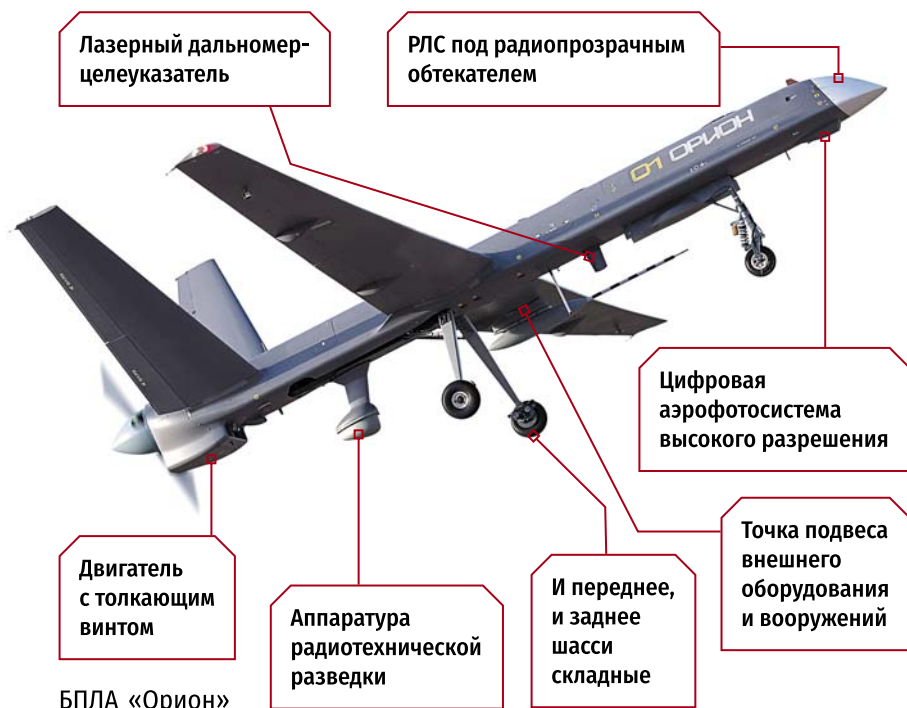 Лазерный дальномер-
целеуказатель
РЛС под радиопрозрачным
обтекателем
01 ОРИОН
Цифровая
аэрофотосистема
высокого разрешения
Точка подвеса
внешнего
оборудования
и вооружений
И переднее,
и заднее
шасси
складные
Аппаратура
радиотехнической
разведки
Двигатель
с толкающим
винтом
БПЛА «Орион»